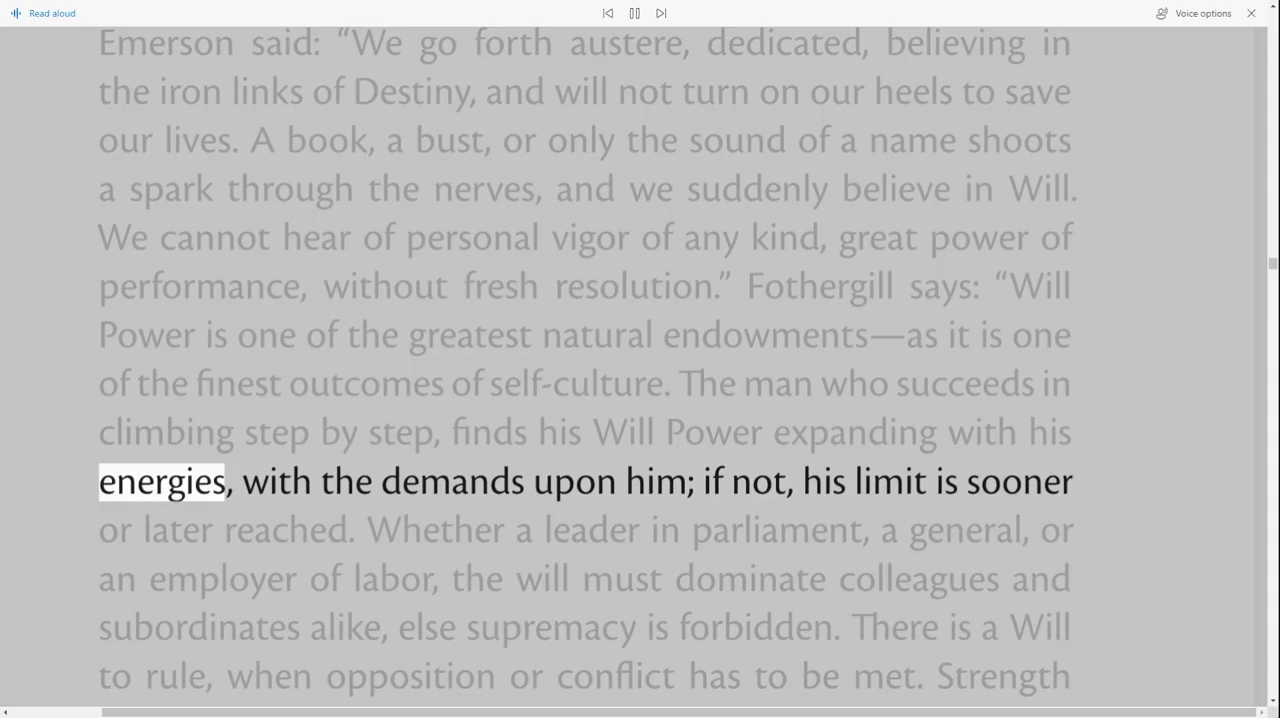 Read aloud
Voice options
Emerson said: “We go forth austere, dedicated, believing in
the iron links of Destiny, and will not turn on our heels to save
our lives. A book, a bust, or only the sound of a name shoots
a spark through the nerves, and we suddenly believe in Will.
We cannot hear of personal vigor of any kind, great power of
performance, without fresh resolution.” Fothergill says: “Will
Power is one of the greatest natural endowments—as it is one
of the finest outcomes of self-culture. The man who succeeds in
climbing step by step, finds his Will Power expanding with his
energies, with the demands upon him; if not, his limit is sooner
or later reached. Whether a leader in parliament, a general, or
an employer of labor, the will must dominate colleagues and
subordinates alike, else supremacy is forbidden. There is a Will
to rule, when opposition or conflict has to be met. Strength